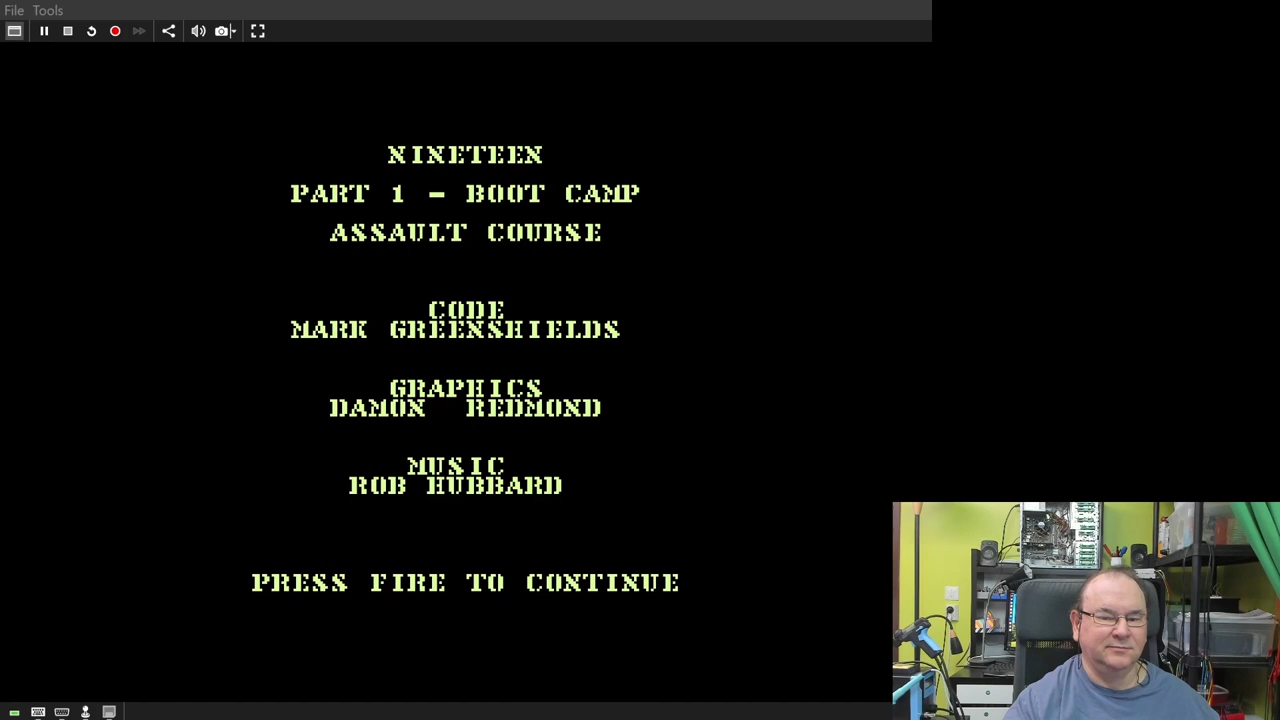 File Tools
NINETEEN
PART 1 - BOOT CAMP
ASSAULT COURSE
CODE
MARK GREENSHIELDS
GRAPHICS
DAMON REDMOND
MUSIC
ROB HUBBARD
PRESS FIRE TO CONTINUE